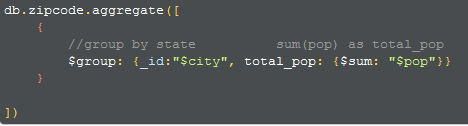 db.zipcode.aggregate([
{
//group by state sum(pop) as total_pop
$group: {_id:"$city", total_pop: {$sum: "$pop"}}
}
])